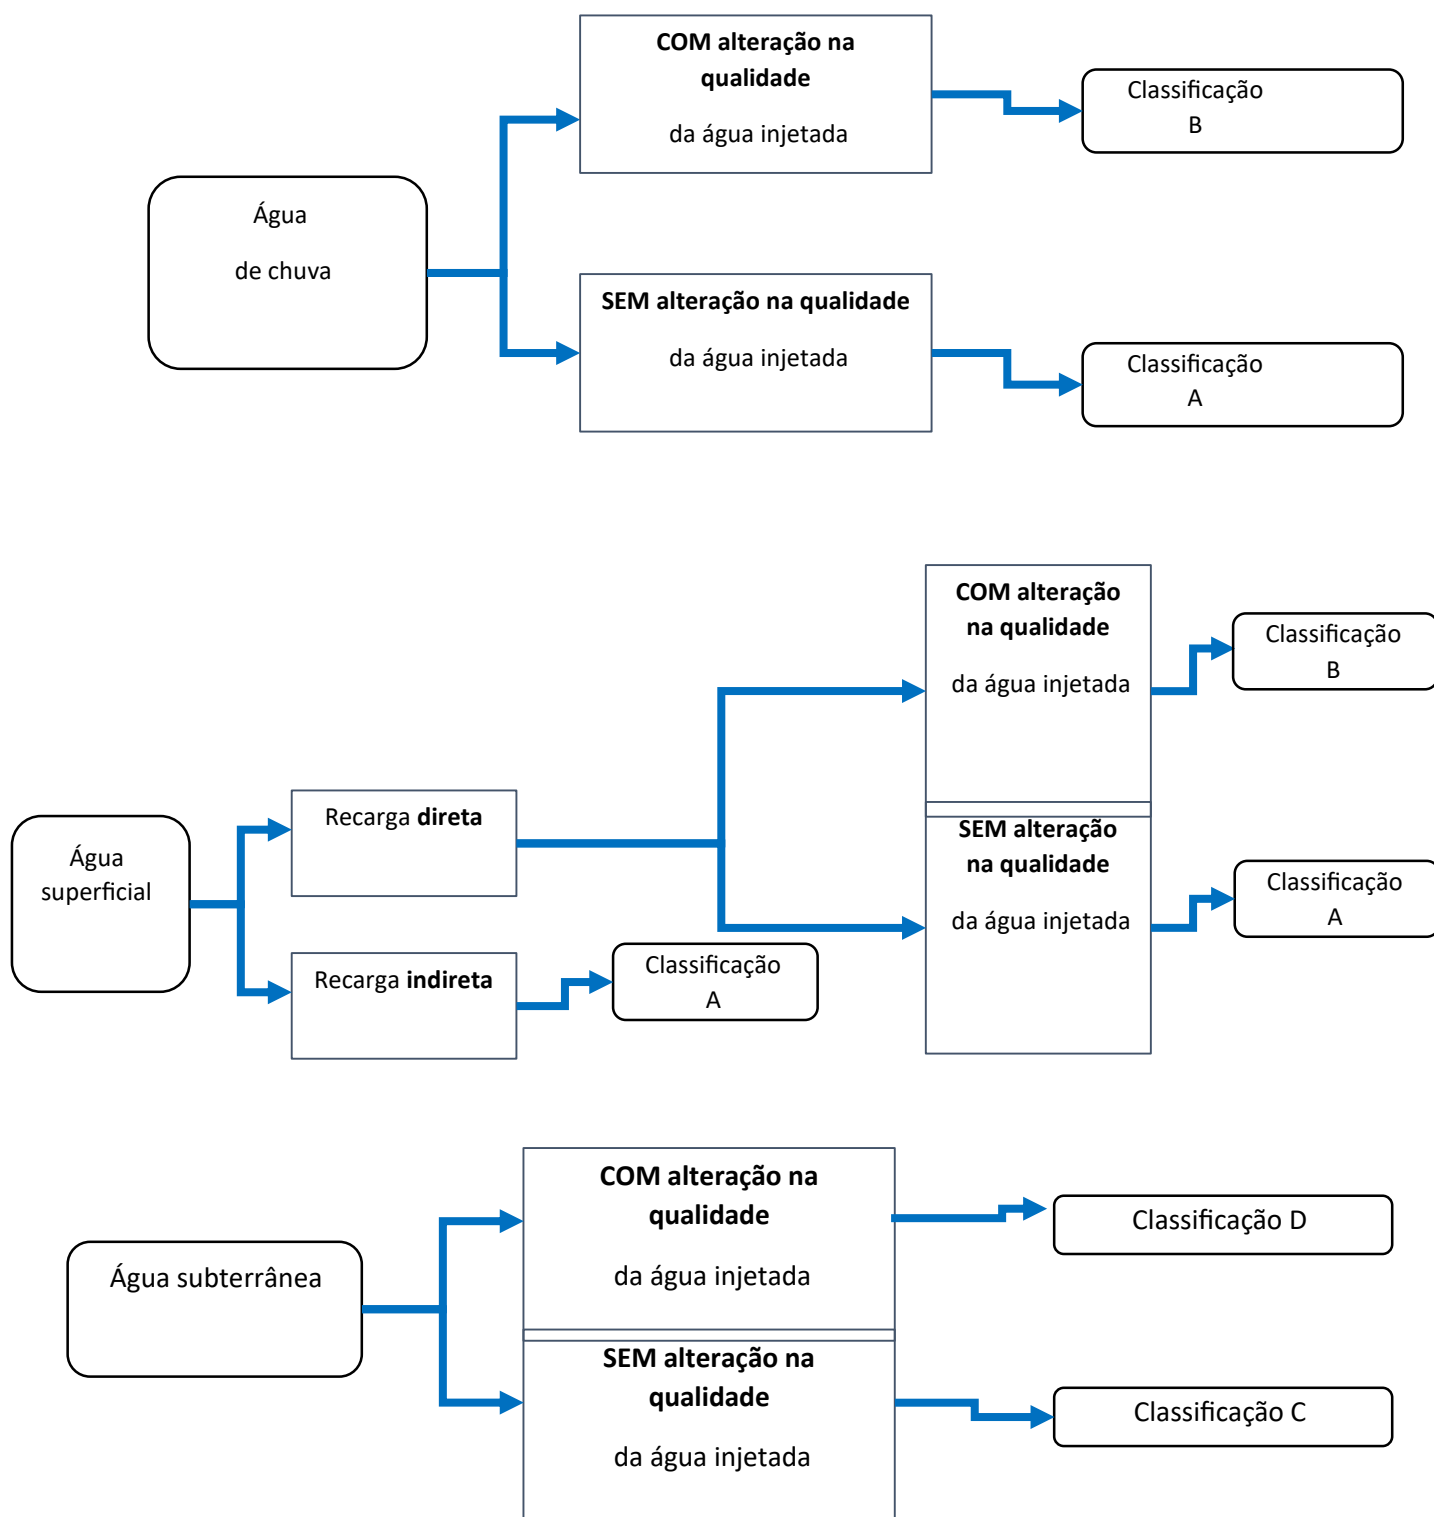 COM alteração na
qualidade
da água injetada
Classificação
B
Água
de chuva
SEM alteração na qualidade
da água injetada
Classificação
A
COM alteração
na qualidade
da água injetada
Classificação
B
Recarga direta
Água
superficial
SEM alteração
na qualidade
da água injetada
Classificação
A
Recarga indireta
Classificação
A
COM alteração na
qualidade
da água injetada
Classificação D
Água subterrânea
SEM alteração na
qualidade
da água injetada
Classificação C